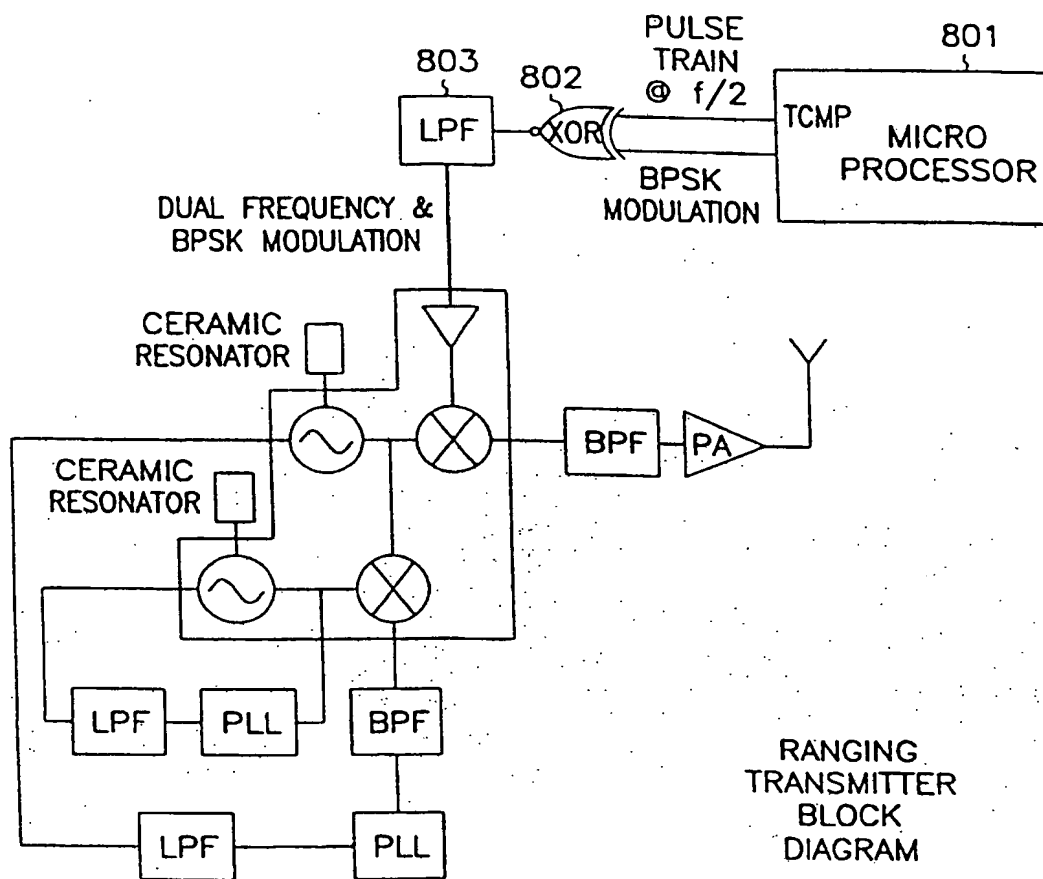 PULSE
TRAIN
@ f/2
801
803
802
LPF
XOR
TCMP
MICRO
PROCESSOR
BPSK
MODULATION
DUAL FREQUENCY &
BPSK MODULATION
CERAMIC
RESONATOR
BPF
PA
CERAMIC
RESONATOR
LPF
PLL
BPF
LPF
PLL
RANGING
TRANSMITTER
BLOCK
DIAGRAM